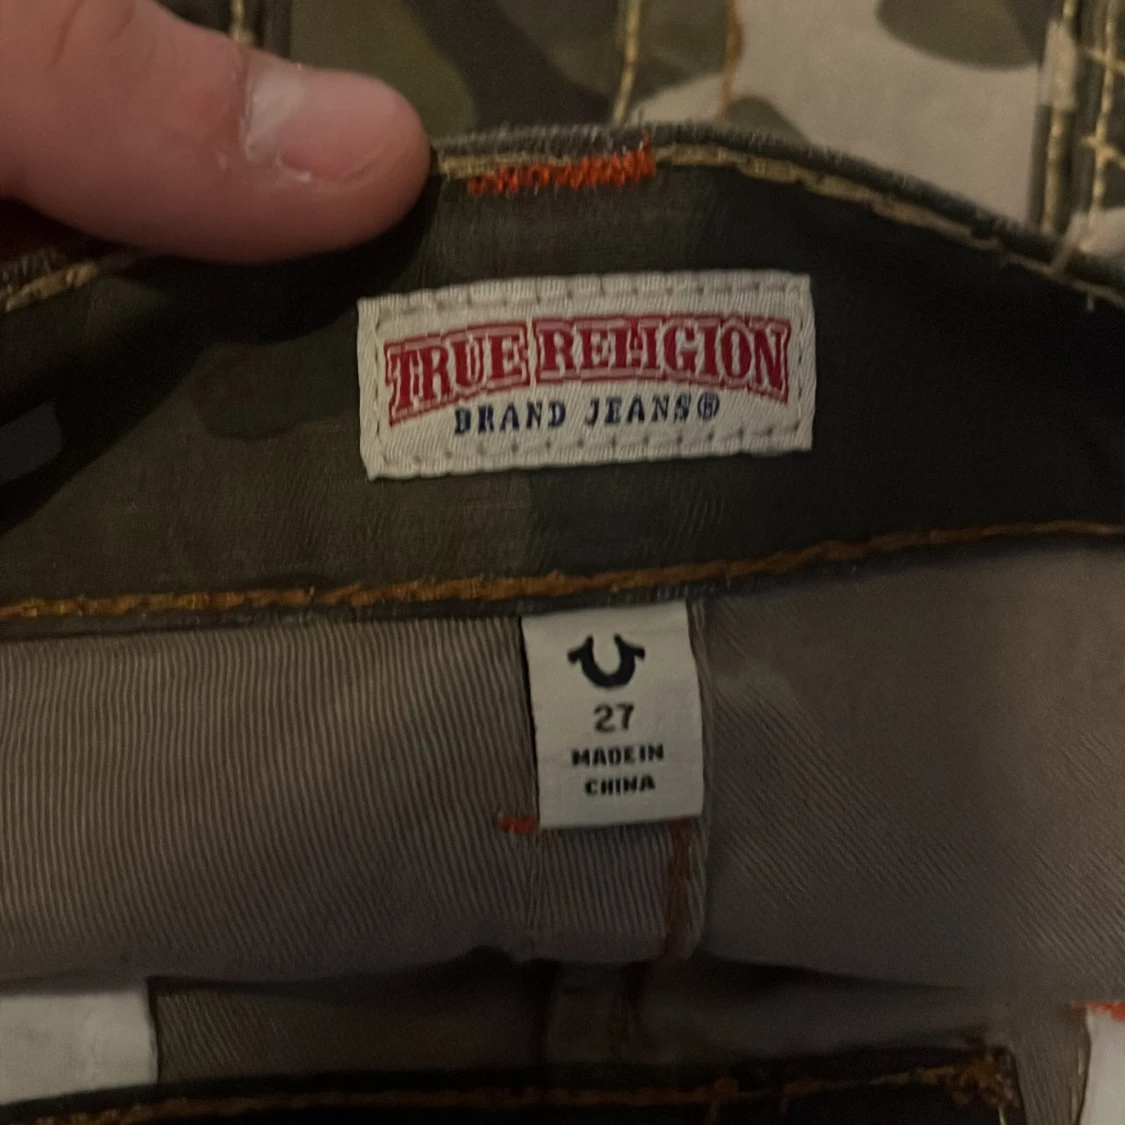 TRUE RELIGION
BRAND JEANS®
27
MADE IN
CHINA